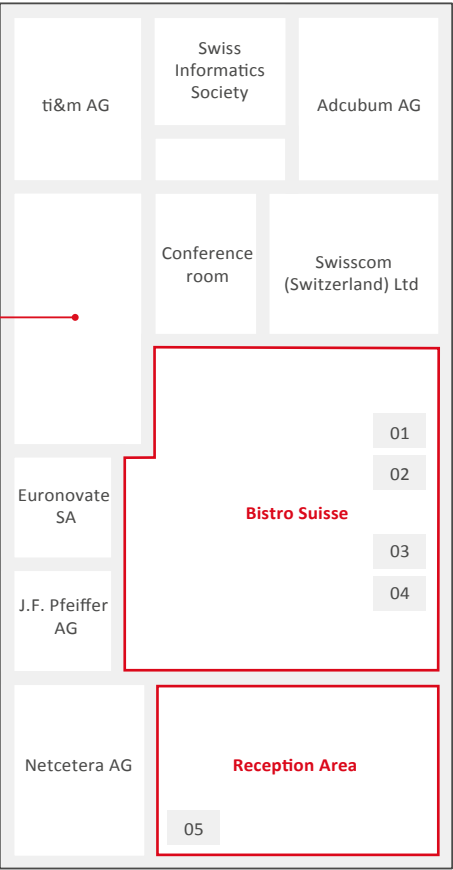 ti&m AG
Swiss
Informatics
Society
Adcubum AG
Conference
room
Swisscom
(Switzerland) Ltd
01
02
Euronovate
SA
Bistro Suisse
03
04
J.F. Pfeiffer
AG
Netcetera AG
Reception Area
05